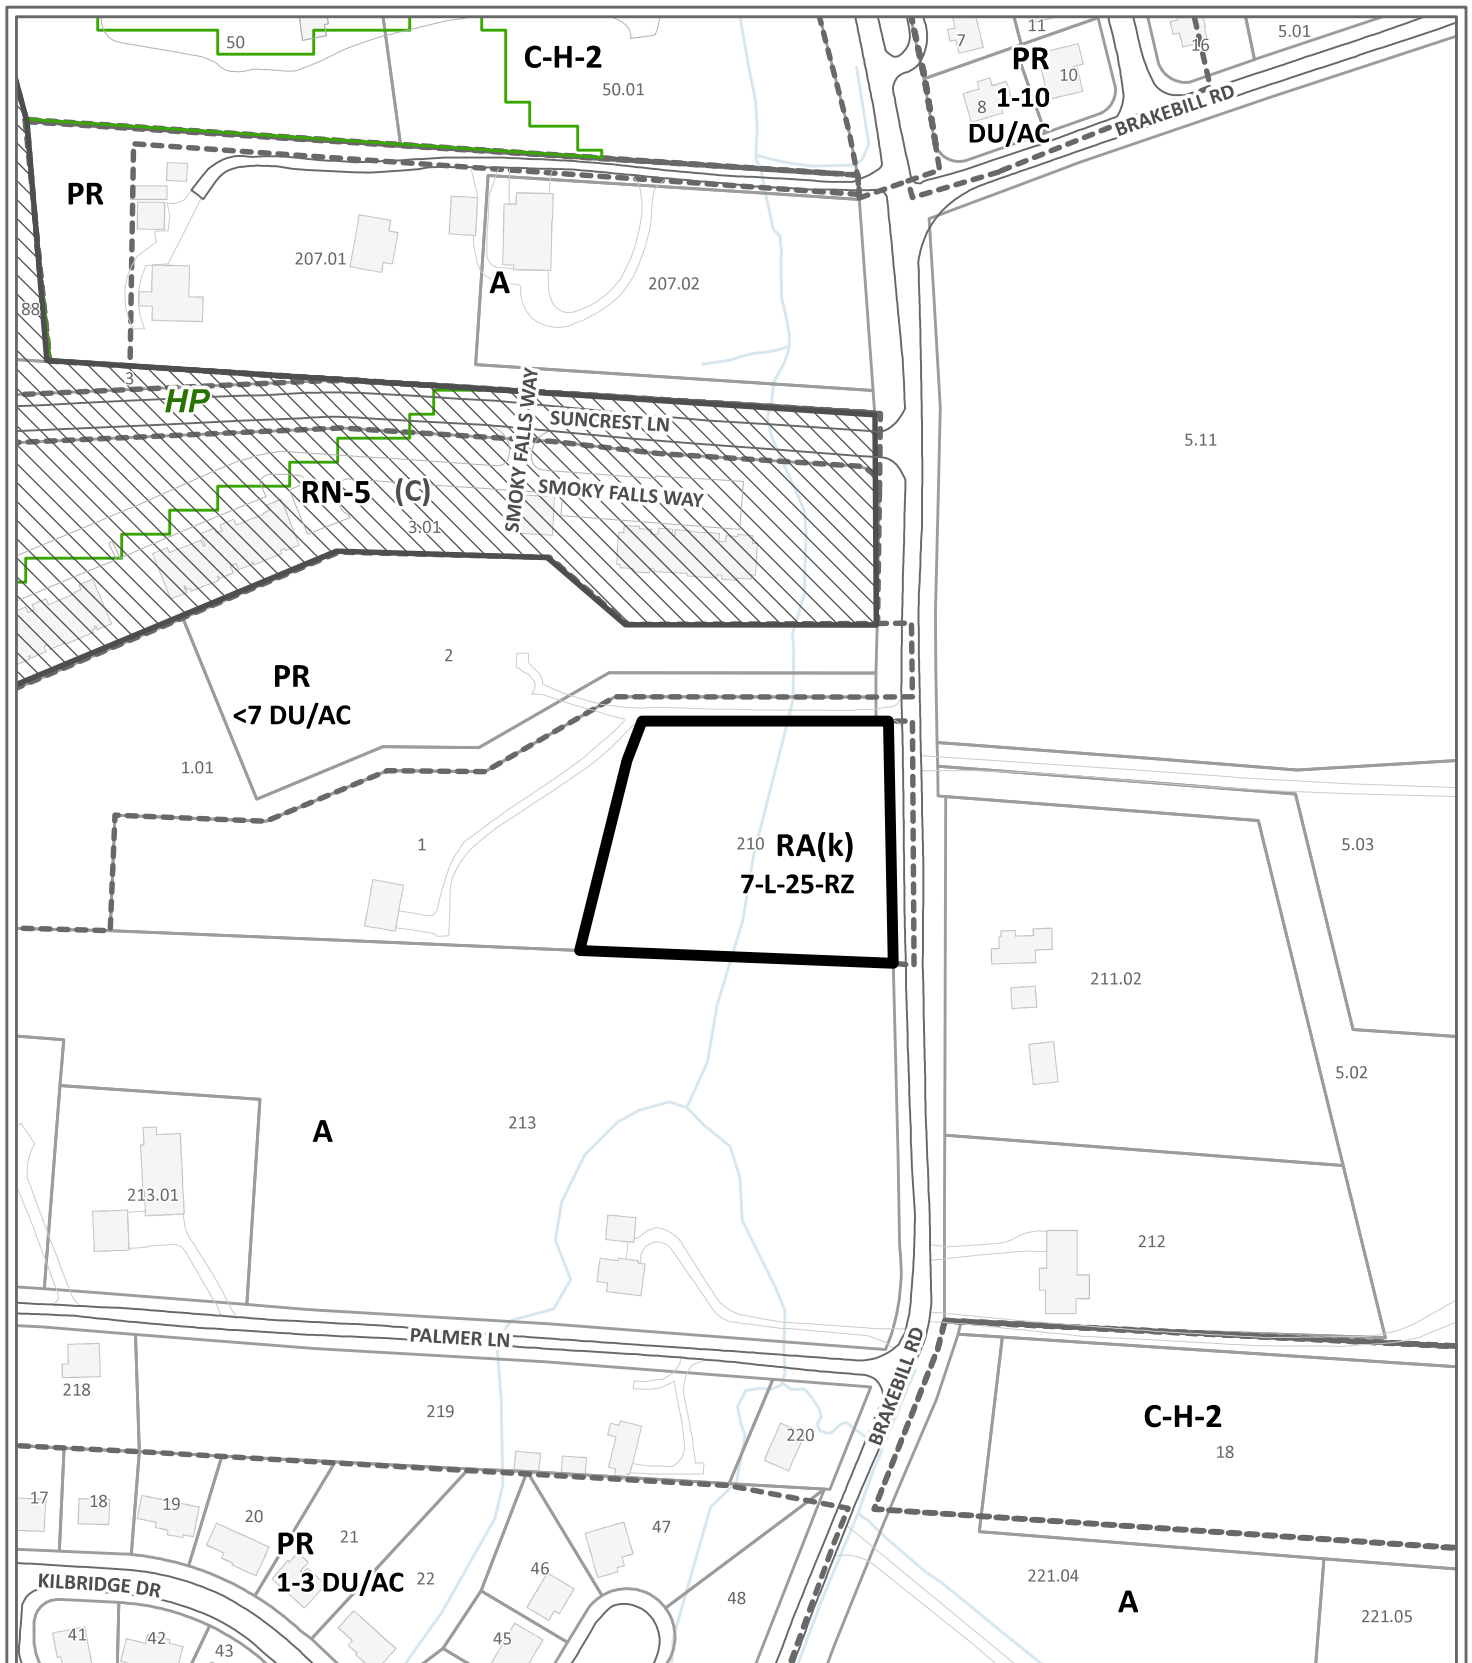 50
C-H-2
50.01
7
11
PR
1-10
DU/AC
8
10
16
5.01
BRAKEBILL RD
PR
207.01
A
207.02
88
3
HP
SMOKY FALLS WAY
SUNCREST LN
5.11
RN-5 (C)
SMOKY FALLS WAY
3.01
2
PR
<7 DU/AC
1.01
1
210
RA(k)
7-L-25-RZ
5.03
211.02
5.02
A
213
213.01
212
PALMER LN
BRAKEBILL RD
218
219
220
C-H-2
18
17
18
19
20
PR
1-3 DU/AC
21
22
46
47
48
221.04
A
221.05
KILBRIDGE DR
41
42
43
45